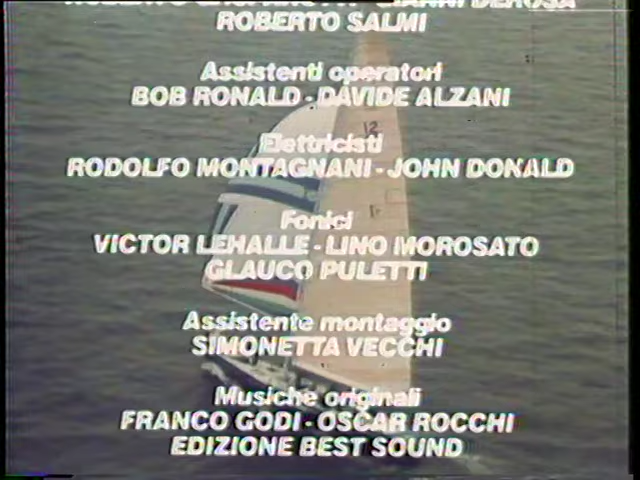 ROBERTO SALMI
Assistenti operatori
BOB RONALD - DAVIDE ALZANI
Elettricisti
RODOLFO MONTAGNANI - JOHN DONALD
12
Fonici
VICTOR LEHALLE - LINO MOROSATO
GLAUCO PULETTI
Assistente montaggio
SIMONETTA VECCHI
Musiche originali
FRANCO GODI - OSCAR ROCCHI
EDIZIONE BEST SOUND